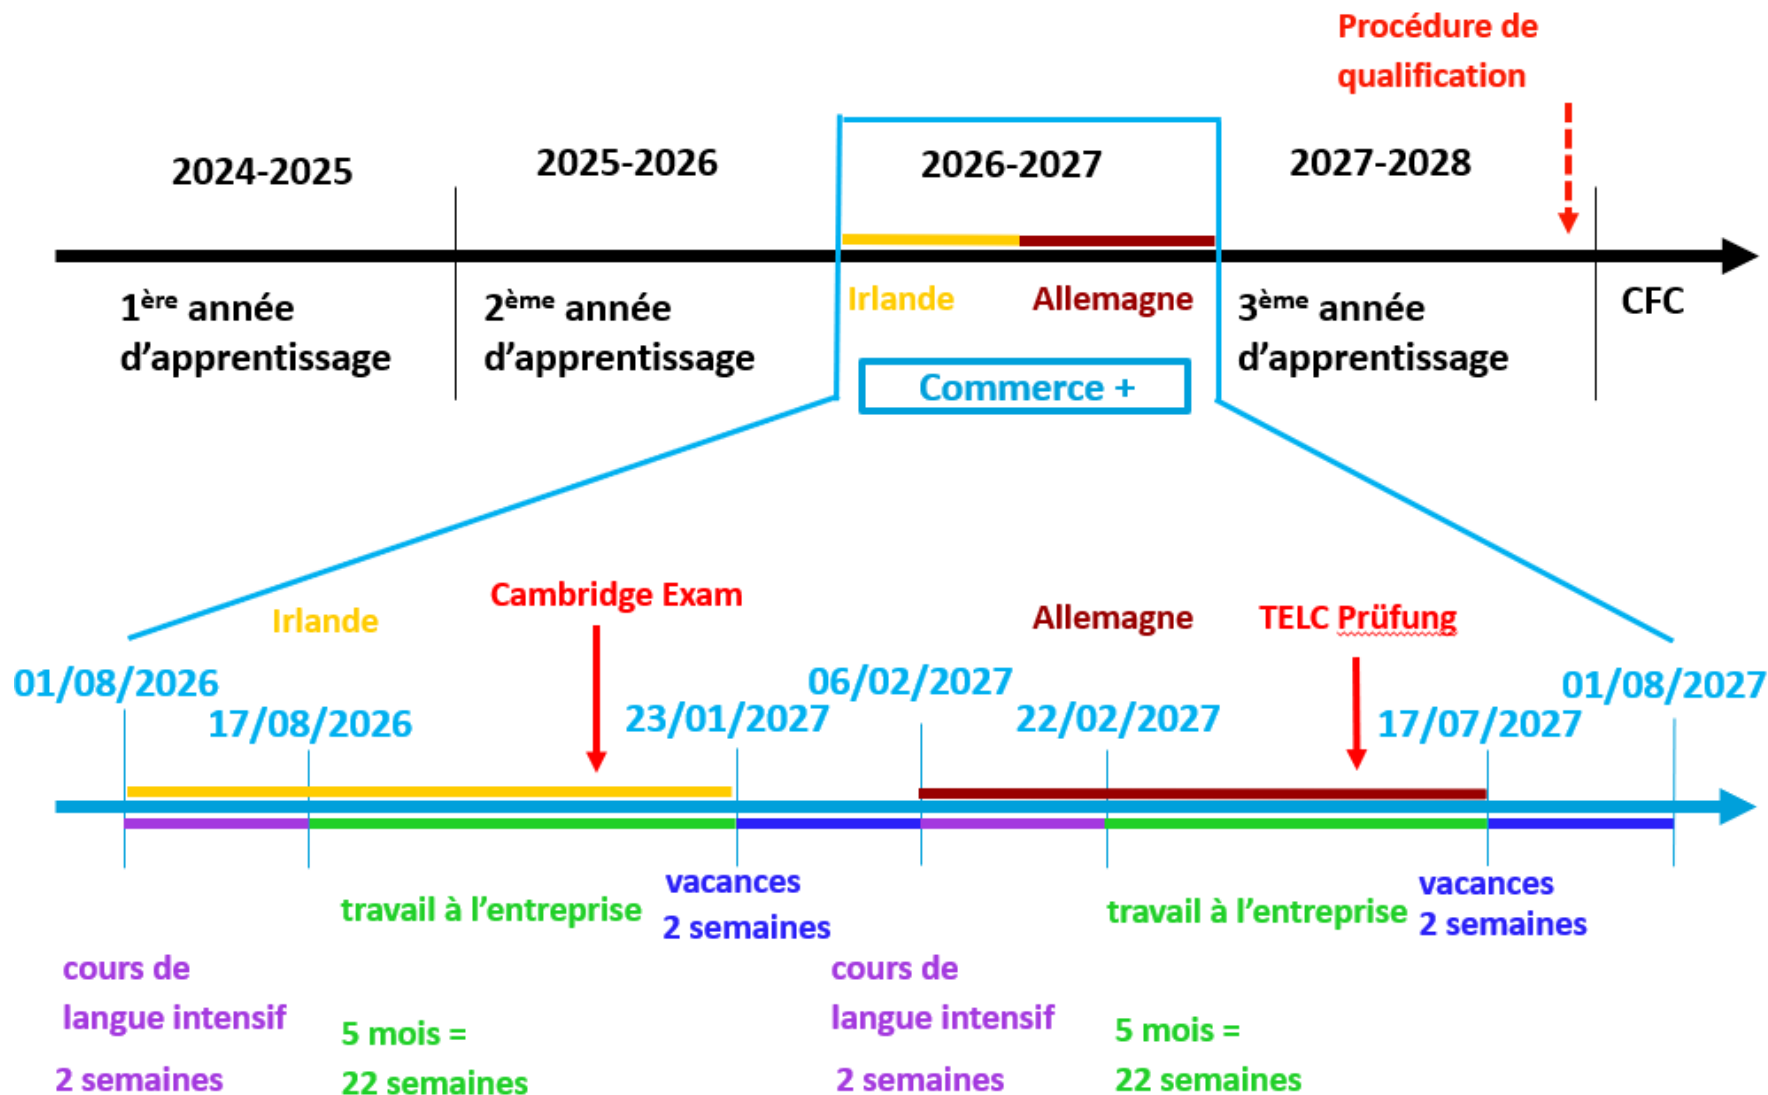 Procédure de
qualification
2024-2025
2025-2026
2026-2027
2027-2028
1ère année
d'apprentissage
2ème année
d'apprentissage
Irlande
Allemagne
3ème année
d'apprentissage
CFC
Commerce +
Irlande
Cambridge Exam
Allemagne
TELC Prüfung
01/08/2026
17/08/2026
23/01/2027
06/02/2027
22/02/2027
17/07/2027
01/08/2027
travail à l'entreprise
vacances
2 semaines
travail à l'entreprise
vacances
2 semaines
cours de
langue intensif
2 semaines
5 mois =
22 semaines
cours de
langue intensif
2 semaines
5 mois =
22 semaines